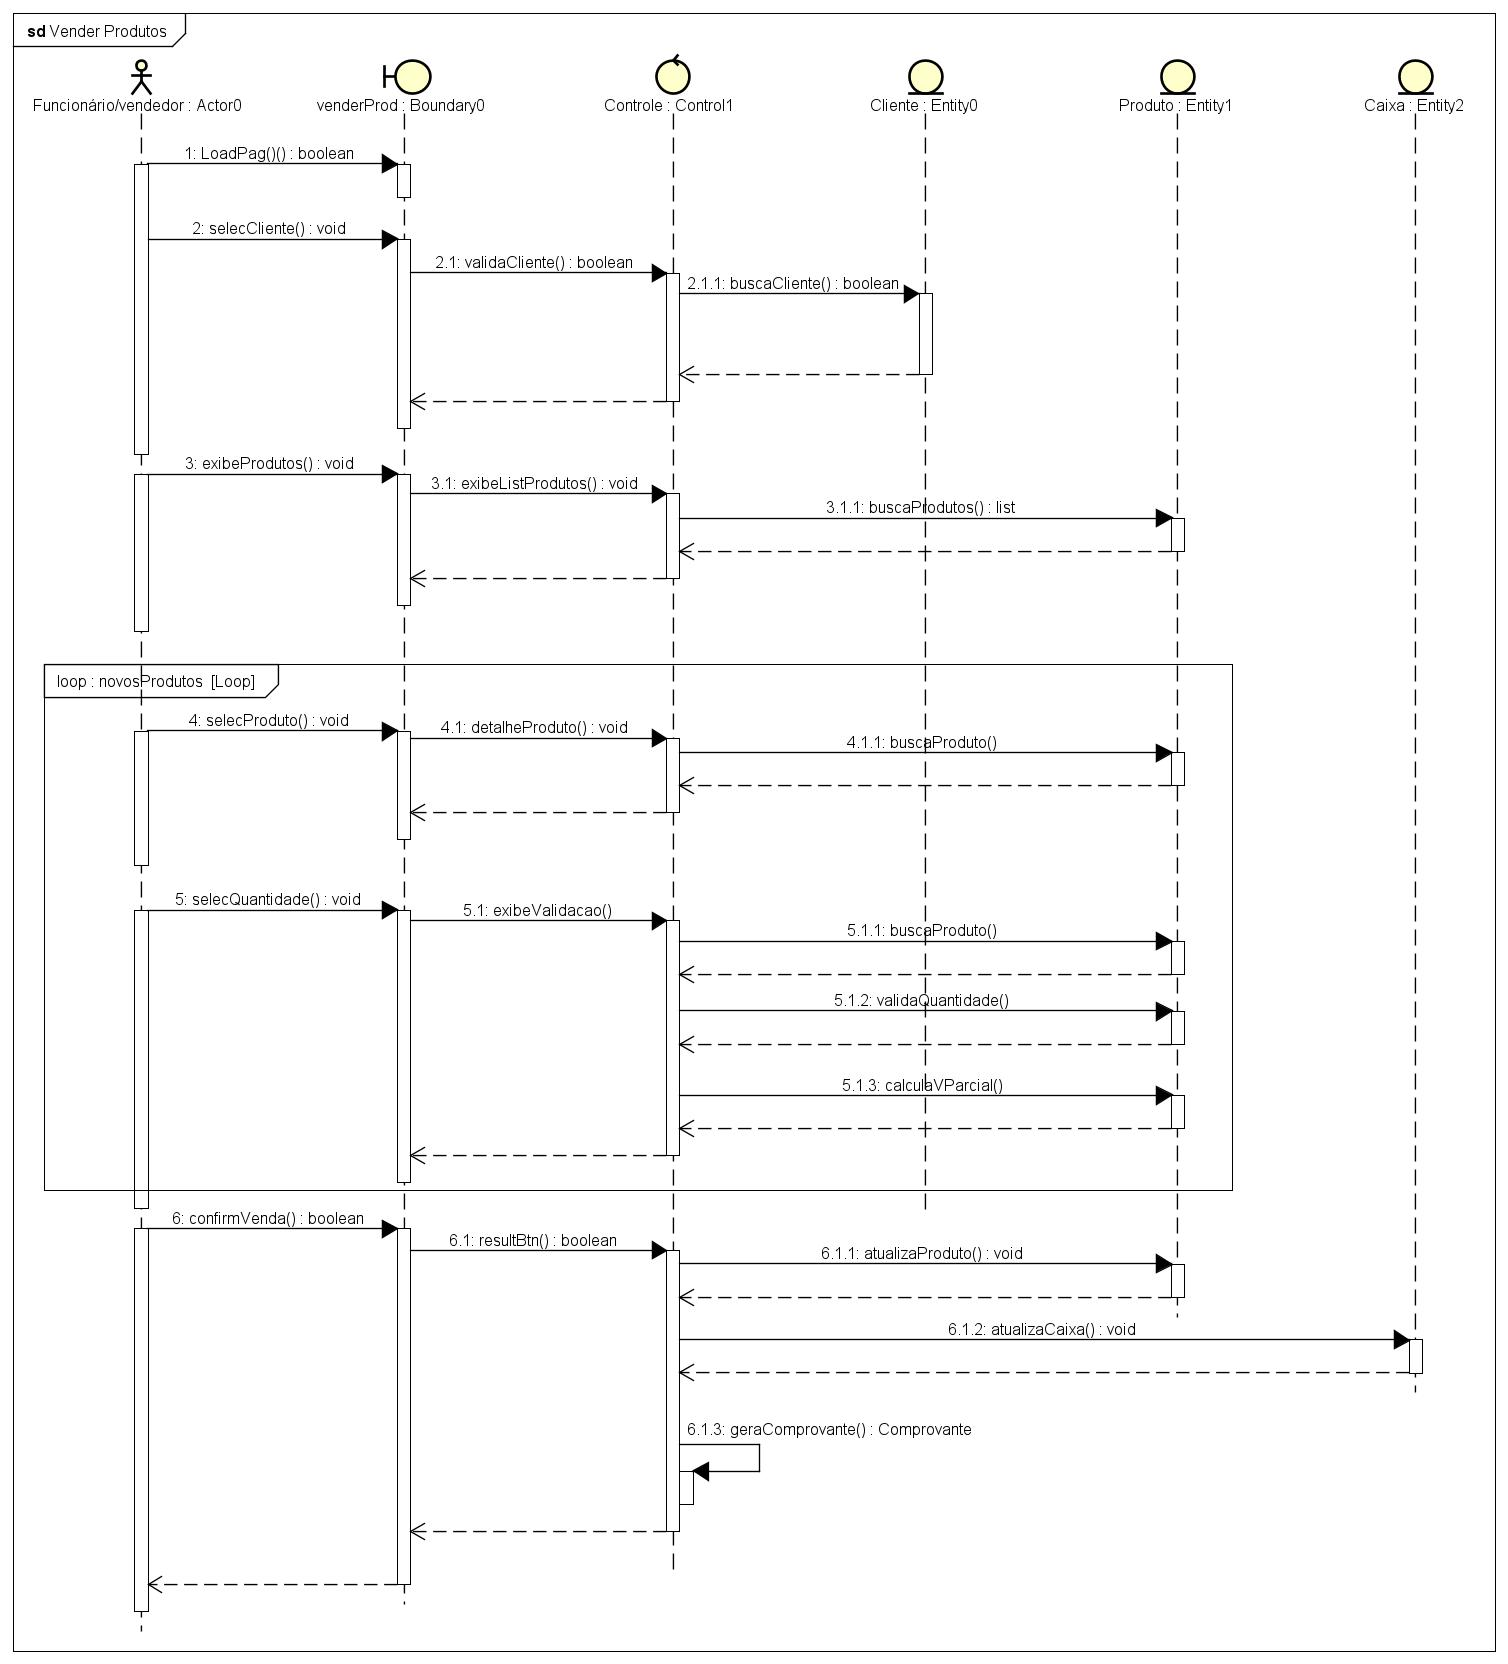 sd Vender Produtos
Funcionário/vendedor : Actor0
venderProd : Boundary0
Controle : Control1
Cliente : Entity0
Produto : Entity1
Caixa : Entity2
1: LoadPag()() : boolean
2: selecCliente() : void
2.1: validaCliente() : boolean
2.1.1: buscaCliente() : boolean
3: exibeProdutos() : void
3.1: exibeListProdutos() : void
3.1.1: buscaProdutos() : list
loop : novosProdutos [Loop]
4: selecProduto() : void
4.1: detalheProduto() : void
4.1.1: buscaProduto()
5: selecQuantidade() : void
5.1: exibeValidacao()
5.1.1: buscaProduto()
5.1.2: validaQuantidade()
5.1.3: calculaVParcial()
6: confirmVenda() : boolean
6.1: resultBtn() : boolean
6.1.1: atualizaProduto() : void
6.1.2: atualizaCaixa() : void
6.1.3: geraComprovante() : Comprovante